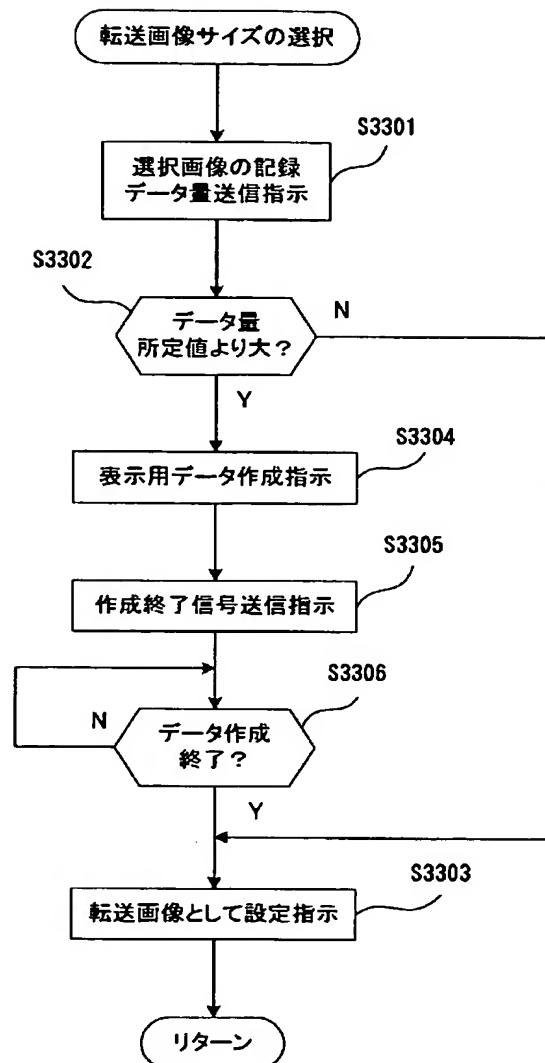 転送画像サイズの選択
S3301
選択画像の記録
データ量送信指示
S3302
データ量
所定値より大?
N
Y
S3304
表示用データ作成指示
S3305
作成終了信号送信指示
S3306
データ作成
終了?
N
Y
S3303
転送画像として設定指示
リターン